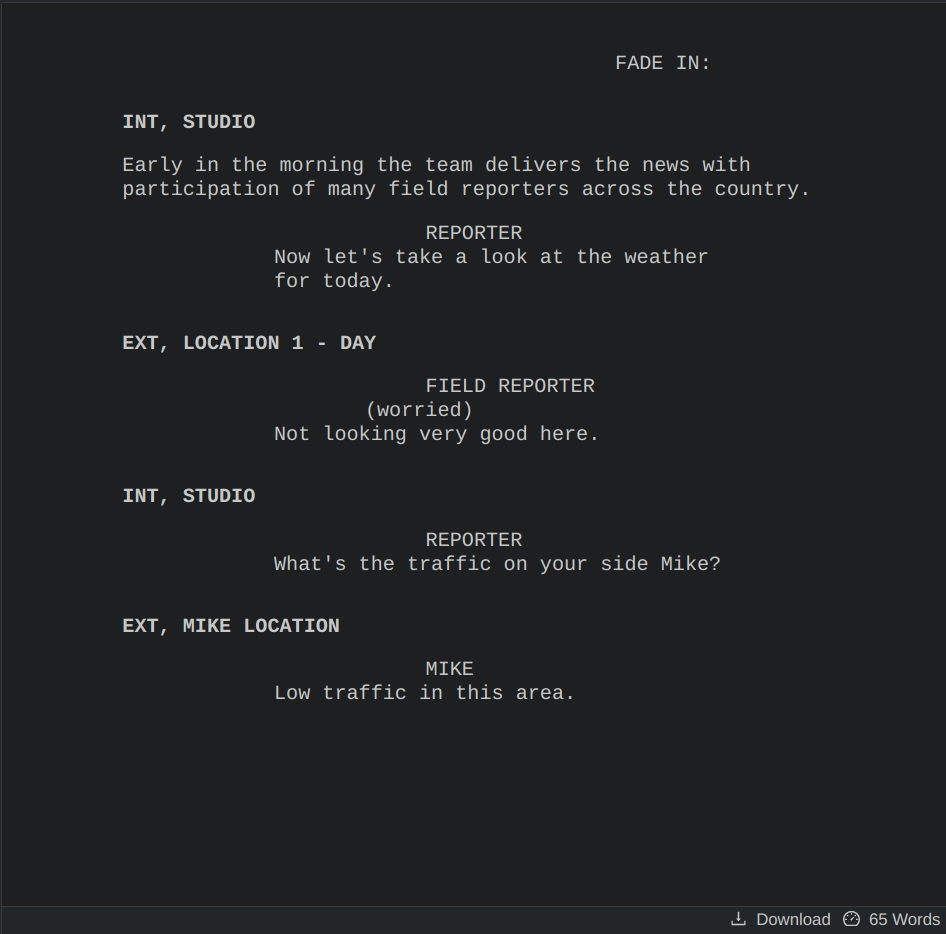 FADE IN:
INT, STUDIO
Early in the morning the team delivers the news with
participation of many field reporters across the country.
REPORTER
Now let's take a look at the weather
for today.
EXT, LOCATION 1 - DAY
FIELD REPORTER
(worried)
Not looking very good here.
INT, STUDIO
REPORTER
What's the traffic on your side Mike?
EXT, MIKE LOCATION
MIKE
Low traffic in this area.
Download 65 Words